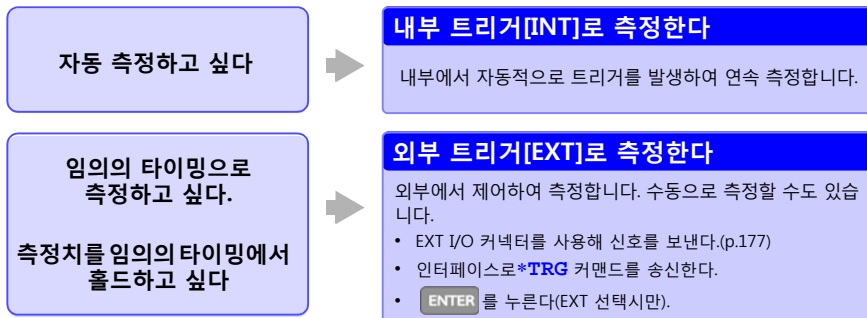 자동 측정하고 싶다
내부 트리거[INT]로 측정한다
내부에서 자동적으로 트리거를 발생하여 연속 측정합니다.
임의의 타이밍으로
측정하고 싶다.
측정치를 임의의 타이밍에서
홀드하고 싶다
외부 트리거[EXT]로 측정한다
외부에서 제어하여 측정합니다. 수동으로 측정할 수도 있습
니다.
• EXT I/O 커넥터를 사용해 신호를 보낸다.(p.177)
• 인터페이스로*TRG 커맨드를 송신한다.
• ENTER 를 누른다(EXT 선택시만).